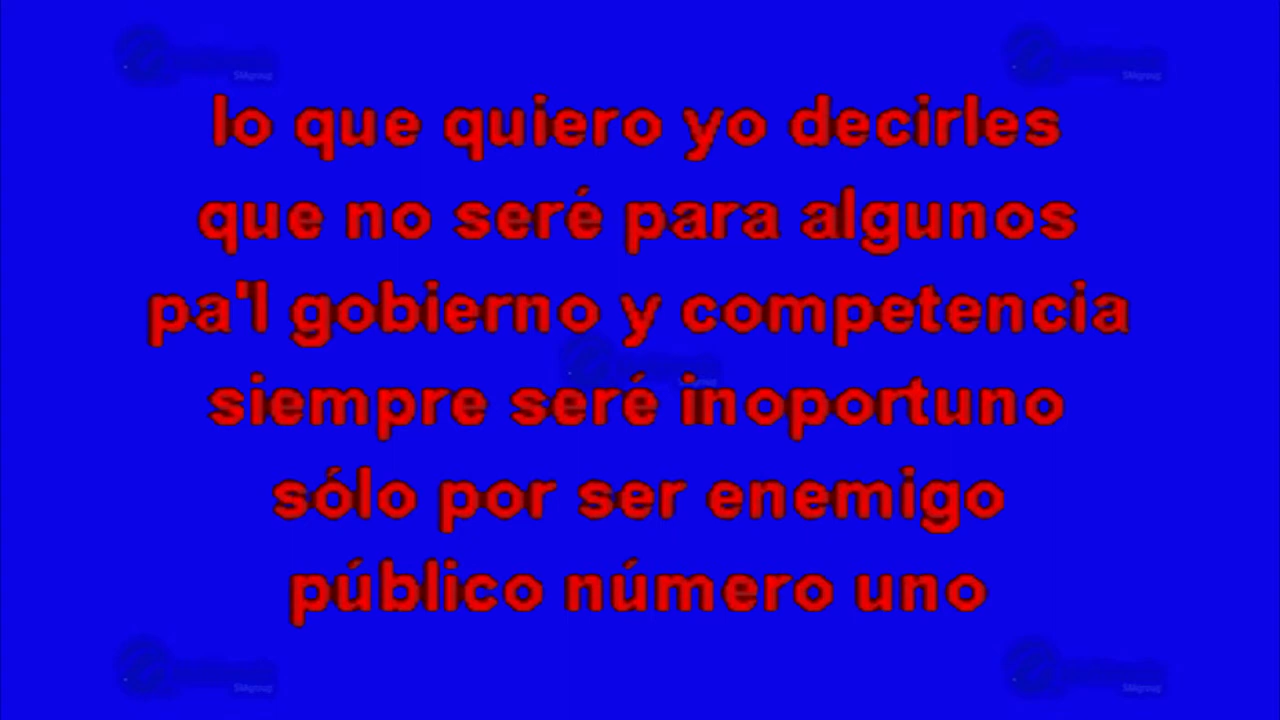 lo que quiero yo decirles
que no seré para algunos
pa'l gobierno y competencia
siempre seré inoportuno
sólo por ser enemigo
público número uno